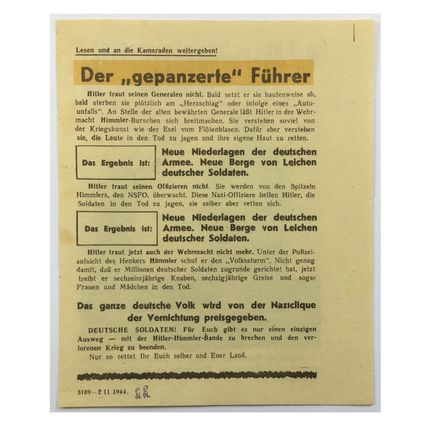 Lesen und an die Kameraden weitergeben!
Der „gepanzerte“ Führer
Hitler traut seinen Generalen nicht. Bald setzt er sie haufenweise ab,
bald sterben sie plötzlich am „Herzschlag“ oder infolge eines „Auto-
unfalls“. An Stelle der alten bewährten Generale läßt Hitler in der Wehr-
macht Himmler-Burschen sich breitmachen. Sie verstehen soviel von
der Kriegskunst wie der Esel vom Flötenblasen. Dafür aber verstehen
sie, die Leute in den Tod zu jagen und ihre eigene Haut zu retten.
Das Ergebnis ist:
Neue Niederlagen der deutschen
Armee. Neue Berge von Leichen
deutscher Soldaten.
Hitler traut seinen Offizieren nicht. Sie werden von den Spitzeln
Himmlers, den NSFO, überwacht. Diese Nazi-Offiziere helfen Hitler, die
Soldaten in den Tod zu jagen, sie selber aber retten sich.
Das Ergebnis ist:
Neue Niederlagen der deutschen
Armee. Neue Berge von Leichen
deutscher Soldaten.
Hitler traut jetzt auch der Wehrmacht nicht mehr. Unter der Polizei-
aufsicht des Henkers Himmler schuf er den „Volkssturm“. Nicht genug
damit, daß er Millionen deutscher Soldaten zugrunde gerichtet hat, jetzt
treibt er sechzehnjährige Knaben, sechzigjährige Greise und sogar
Frauen und Mädchen in den Tod.
Das ganze deutsche Volk wird von der Naziclique
der Vernichtung preisgegeben.
DEUTSCHE SOLDATEN! Für Euch gibt es nur einen einzigen
Ausweg — mit der Hitler-Himmler-Bande zu brechen und den ver-
lorenen Krieg zu beenden.
Nur so rettet Ihr Euch selber und Euer Land.
3189 — 2 11 1944.